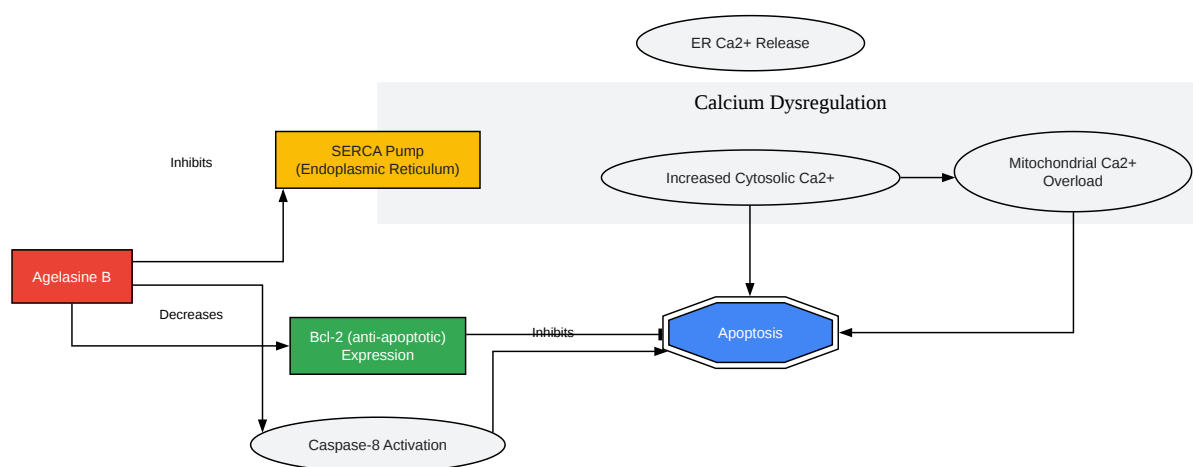 ER Ca2+ Release
Calcium Dysregulation
SERCA Pump
(Endoplasmic Reticulum)
Inhibits
Increased Cytosolic Ca2+
Mitochondrial Ca2+
Overload
Agelasine B
Decreases
Bcl-2 (anti-apoptotic)
Expression
Inhibits
Apoptosis
Caspase-8 Activation